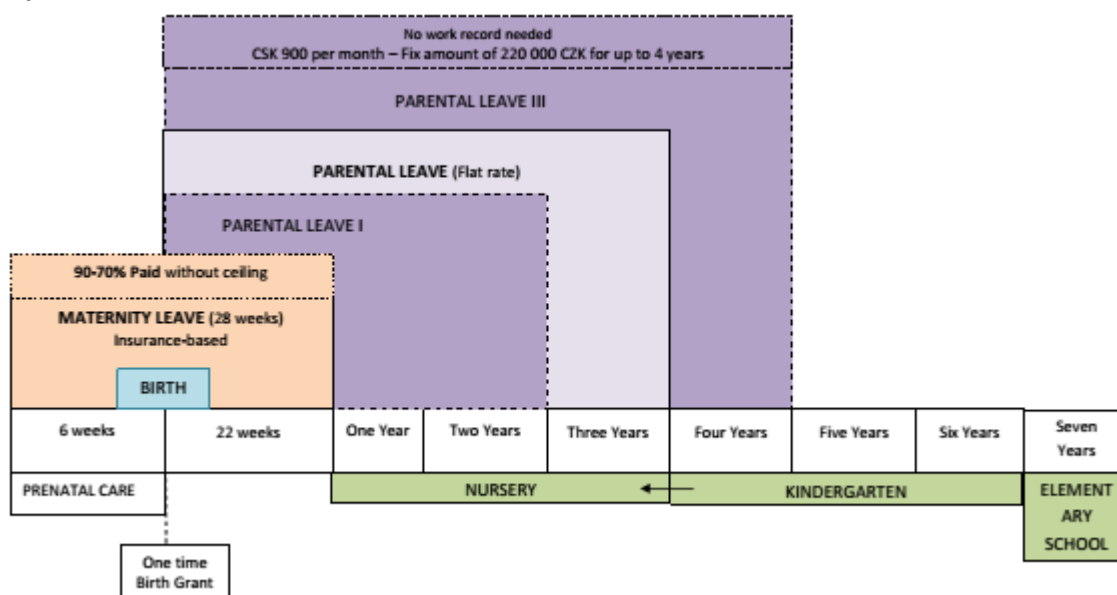 No work record needed
CSK 900 per month – Fix amount of 220 000 CZK for up to 4 years
PARENTAL LEAVE III
PARENTAL LEAVE (Flat rate)
PARENTAL LEAVE I
90-70% Paid without ceiling
MATERNITY LEAVE (28 weeks)
Insurance-based
BIRTH
6 weeks
22 weeks
One Year
Two Years
Three Years
Four Years
Five Years
Six Years
Seven
Years
PRENATAL CARE
NURSERY
KINDERGARTEN
ELEMENT
ARY
SCHOOL
One time
Birth Grant